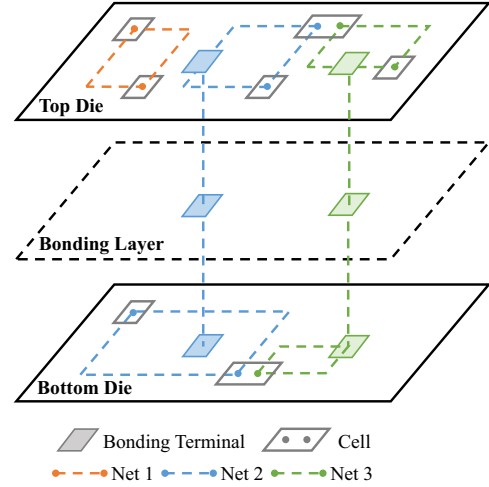 Top Die
Bonding Layer
Bottom Die
Bonding Terminal Cell
Net 1 Net 2 Net 3